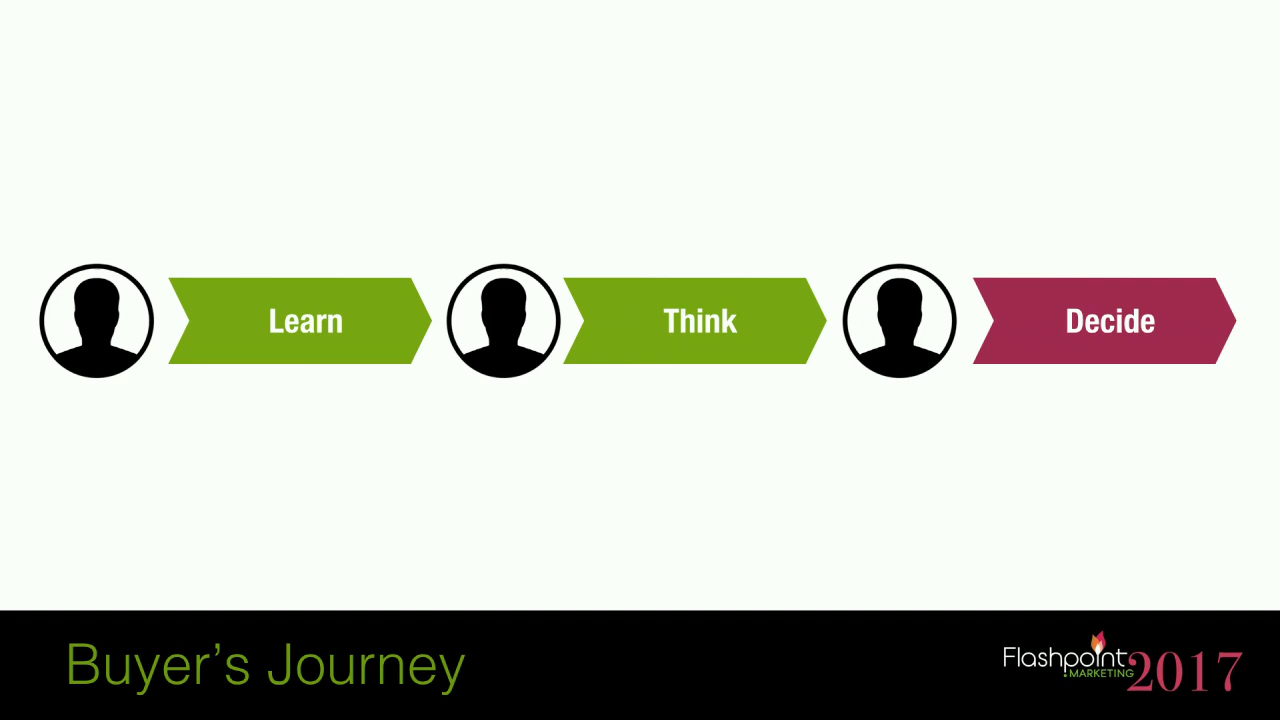 Learn
Think
Decide
Buyer's Journey
Flashpoint
MARKETING
2017